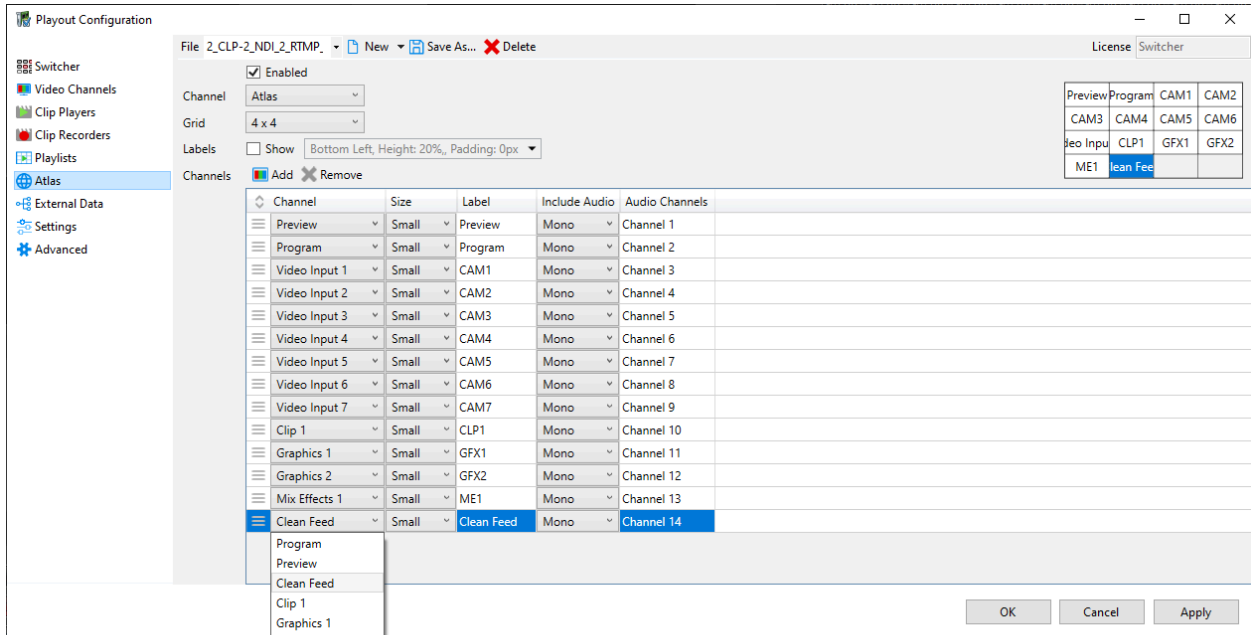 Playout Configuration
File 2_CLP-2_NDI_2_RTMP_ New Save As... Delete License Switcher
Switcher
Video Channels
Clip Players
Clip Recorders
Playlists
Atlas
External Data
Settings
Advanced
Enabled
Channel Atlas
Grid 4 x 4
Labels Show Bottom Left, Height: 20%,, Padding: 0px
Channels Add Remove
Preview Program CAM1 CAM2
CAM3 CAM4 CAM5 CAM6
deo Inpu CLP1 GFX1 GFX2
ME1 lean Fee
Channel Size Label Include Audio Audio Channels
Preview Small Preview Mono Channel 1
Program Small Program Mono Channel 2
Video Input 1 Small CAM1 Mono Channel 3
Video Input 2 Small CAM2 Mono Channel 4
Video Input 3 Small CAM3 Mono Channel 5
Video Input 4 Small CAM4 Mono Channel 6
Video Input 5 Small CAM5 Mono Channel 7
Video Input 6 Small CAM6 Mono Channel 8
Video Input 7 Small CAM7 Mono Channel 9
Clip 1 Small CLP1 Mono Channel 10
Graphics 1 Small GFX1 Mono Channel 11
Graphics 2 Small GFX2 Mono Channel 12
Mix Effects 1 Small ME1 Mono Channel 13
Clean Feed Small Clean Feed Mono Channel 14
Program
Preview
Clean Feed
Clip 1
Graphics 1
OK Cancel Apply